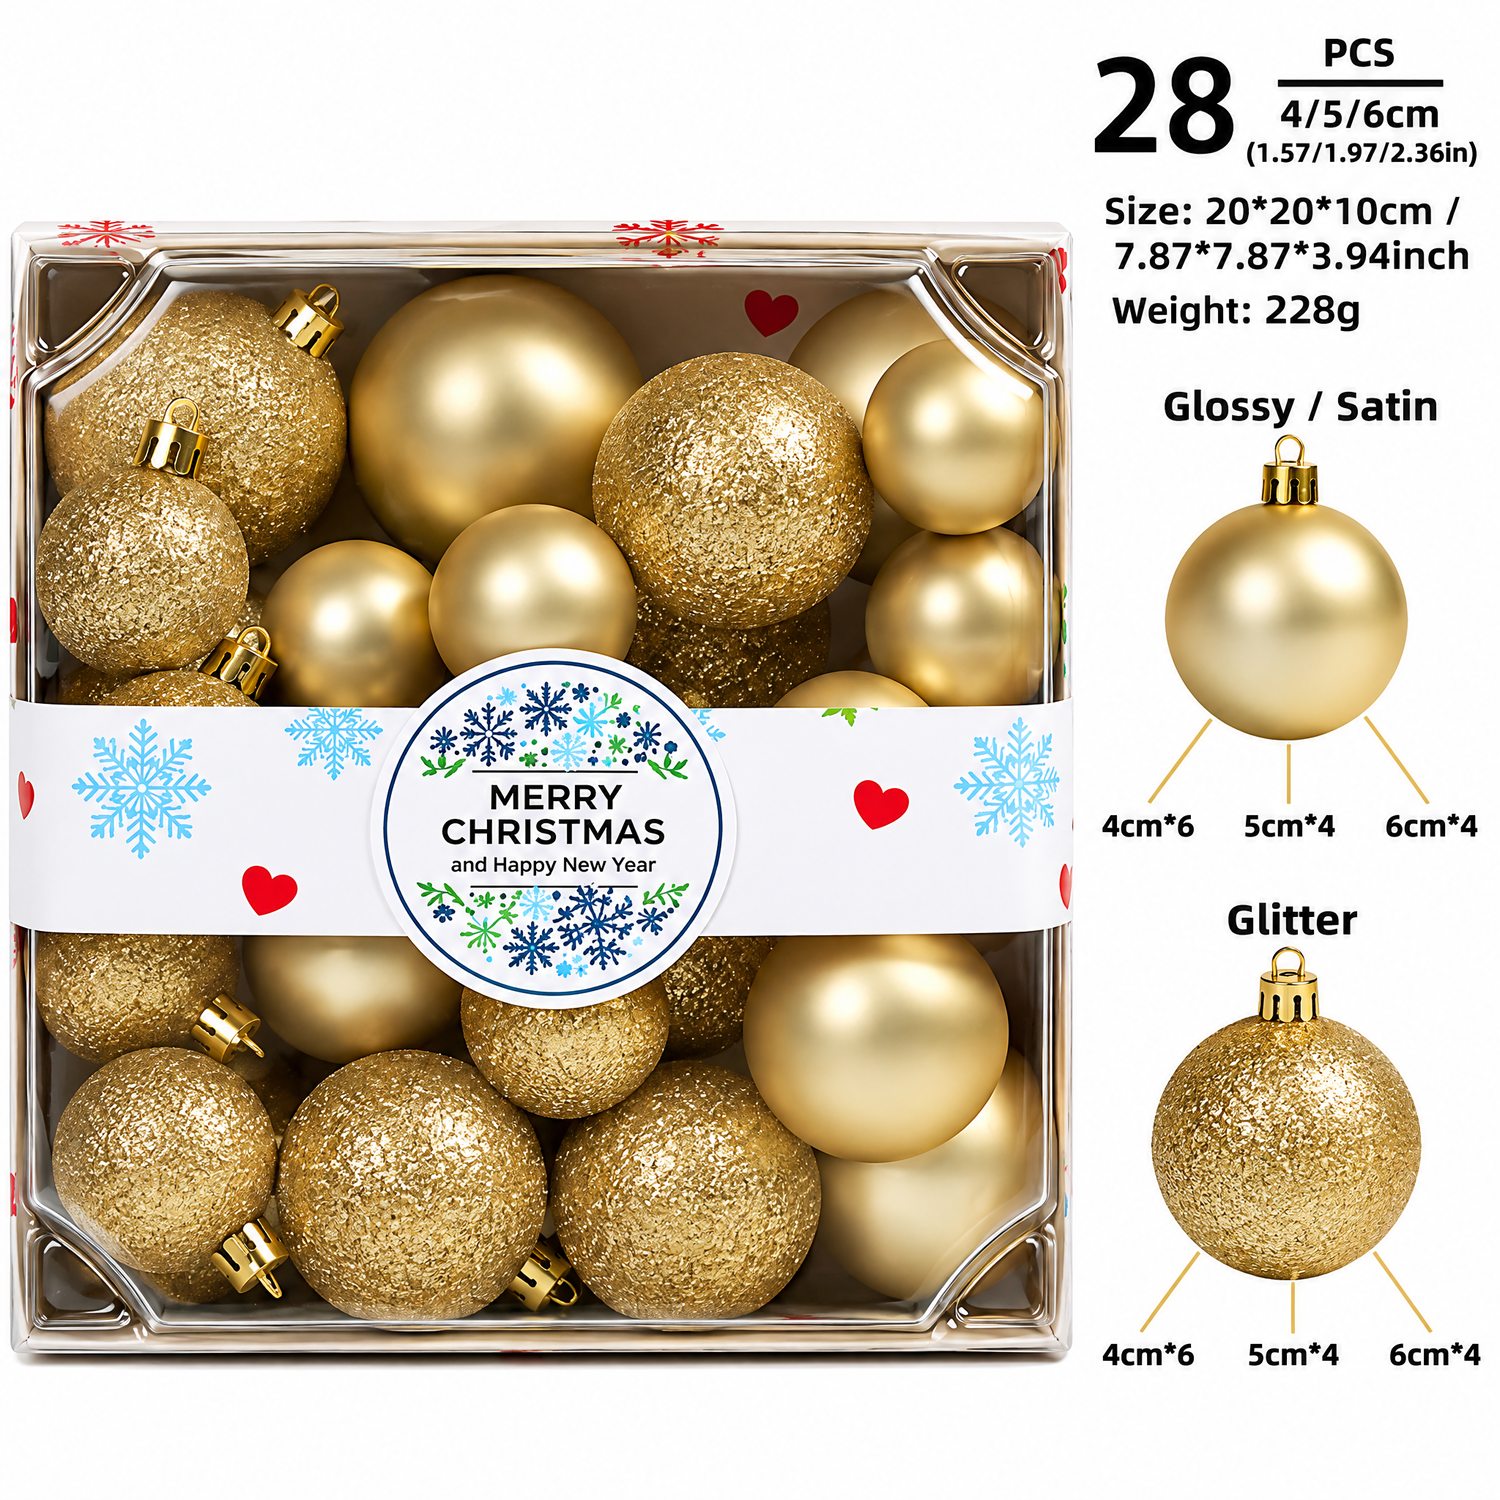 28
PCS
4/5/6cm
(1.57/1.97/2.36in)
Size: 20*20*10cm /
7.87*7.87*3.94inch
Weight: 228g
Glossy / Satin
4cm*6 5cm*4 6cm*4
Glitter
4cm*6 5cm*4 6cm*4
MERRY
CHRISTMAS
and Happy New Year